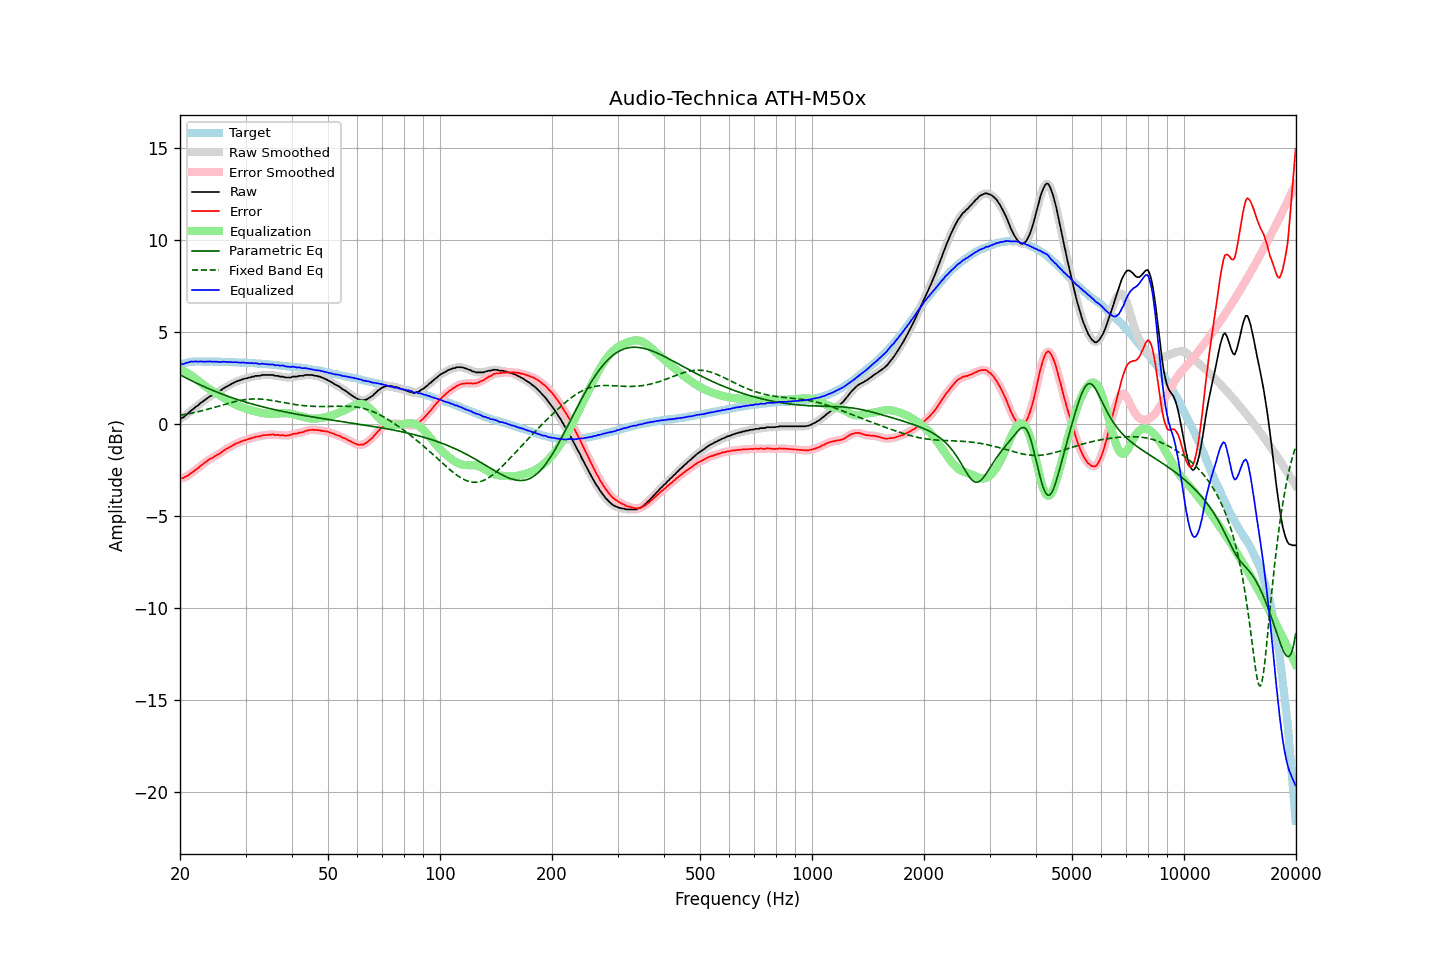 Audio-Technica ATH-M50x
Target
Raw Smoothed
Error Smoothed
Raw
Error
Equalization
Parametric Eq
Fixed Band Eq
Equalized
Amplitude (dBr)
15
10
5
0
−5
−10
−15
−20
20
50
100
200
500
1000
2000
5000
10000
20000
Frequency (Hz)